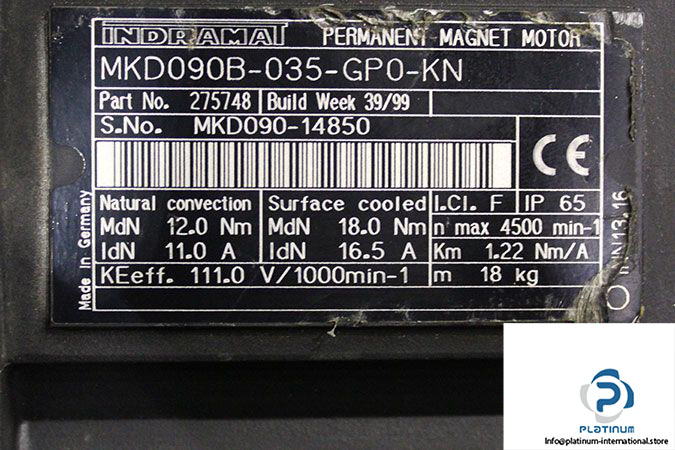 INDRAMAT PERMANENT-MAGNET MOTOR
MKD090B-035-GP0-KN
Part No. 275748 Build Week 39/99
S.No. MKD090-14850
CE
Natural convection Surface cooled I.Cl. F IP 65
MdN 12.0 Nm MdN 18.0 Nm n max 4500 min-1
IdN 11.0 A IdN 16.5 A Km 1.22 Nm/A
KEeff. 111.0 V/1000min-1 m 18 kg
Made in Germany
13.16
P
PLATINUM
Info@platinum-international.store